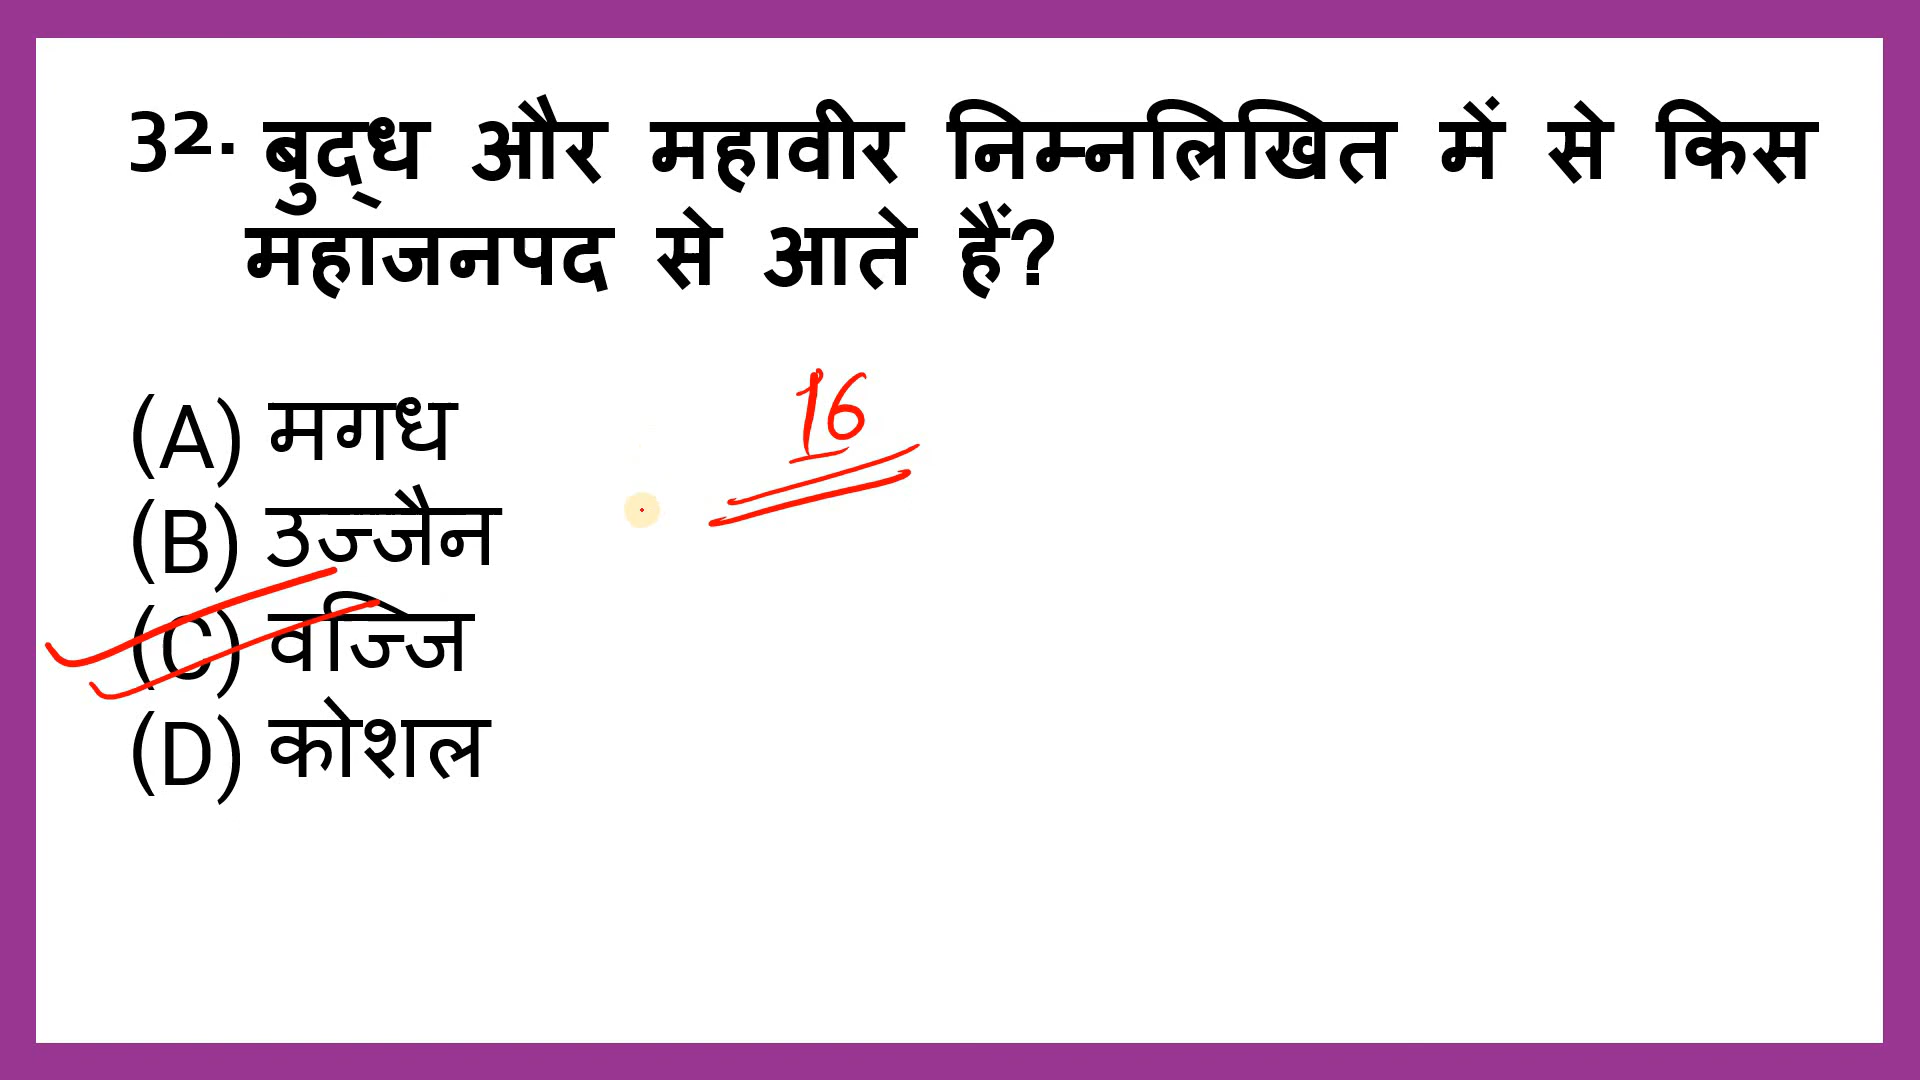 32. बुद्ध और महावीर निम्नलिखित में से किस
महाजनपद से आते हैं?
(A) मगध
16
(B) उज्जैन
(C) वज्जि
(D) कोशल